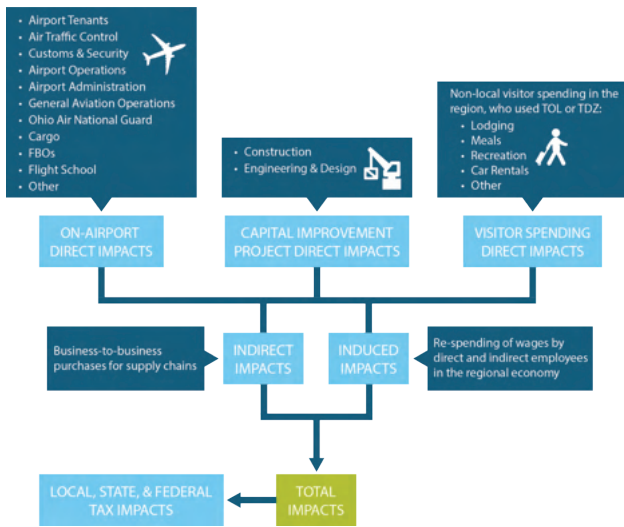 • Airport Tenants
• Air Traffic Control
• Customs & Security
• Airport Operations
• Airport Administration
• General Aviation Operations
• Ohio Air National Guard
• Cargo
• FBOs
• Flight School
• Other
• Construction
• Engineering & Design
Non-local visitor spending in the
region, who used TOL or TDZ:
• Lodging
• Meals
• Recreation
• Car Rentals
• Other
ON-AIRPORT
DIRECT IMPACTS
CAPITAL IMPROVEMENT
PROJECT DIRECT IMPACTS
VISITOR SPENDING
DIRECT IMPACTS
Business-to-business
purchases for supply chains
INDIRECT
IMPACTS
INDUCED
IMPACTS
Re-spending of wages by
direct and indirect employees
in the regional economy
LOCAL, STATE, & FEDERAL
TAX IMPACTS
TOTAL
IMPACTS